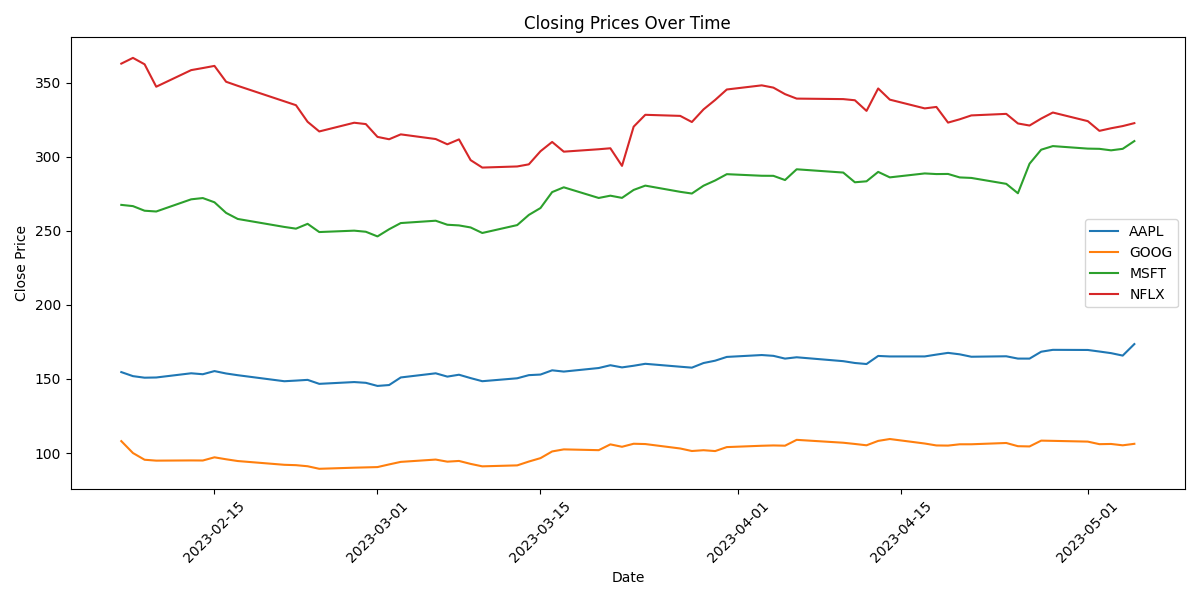 Closing Prices Over Time
Close Price
350
300
250
200
150
100
AAPL
GOOG
MSFT
NFLX
2023-02-15
2023-03-01
2023-03-15
2023-04-01
2023-04-15
2023-05-01
Date